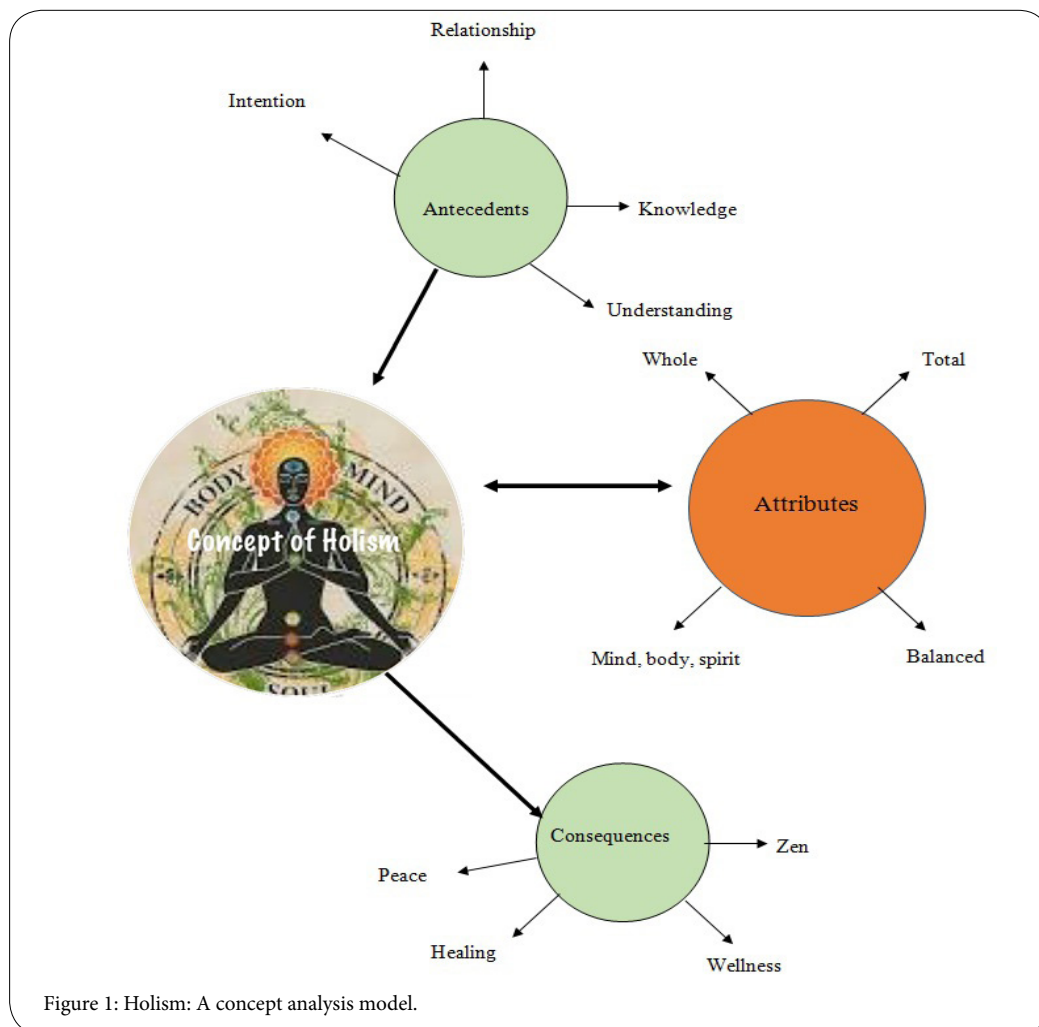 Relationship
Intention
Antecedents
Knowledge
Understanding
Whole
Total
BODY MIND
Concept of Holism
Attributes
SOUL
Mind, body, spirit
Balanced
Consequences
Zen
Peace
Healing
Wellness
Figure 1: Holism: A concept analysis model.